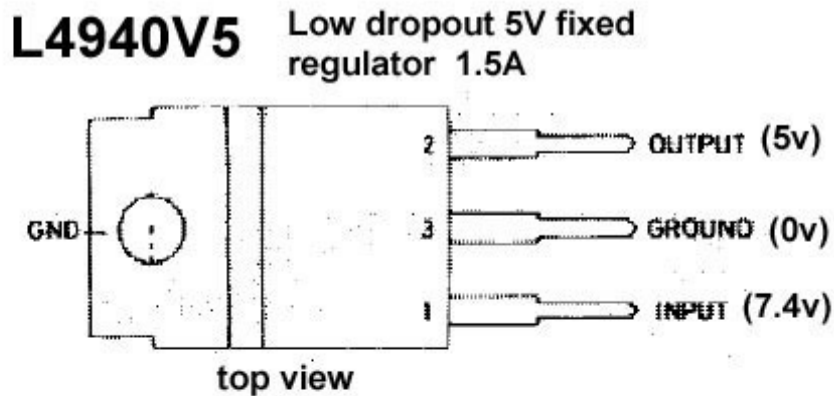 L4940V5
Low dropout 5V fixed
regulator 1.5A
2 OUTPUT (5v)
GND 3 GROUND (0v)
1 INPUT (7.4v)
top view